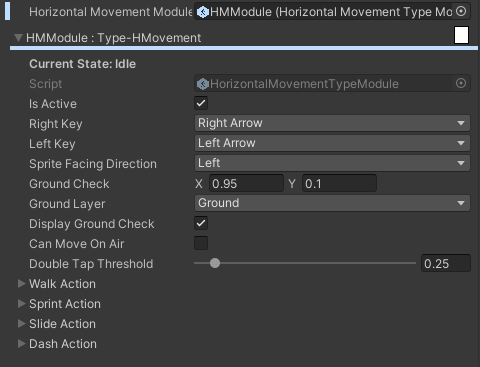 Horizontal Movement Module HMModule (Horizontal Movement Type Mo
HMModule : Type-HMovement
Current State: Idle
Script HorizontalMovementTypeModule
Is Active
Right Key Right Arrow
Left Key Left Arrow
Sprite Facing Direction Left
Ground Check X 0.95 Y 0.1
Ground Layer Ground
Display Ground Check
Can Move On Air
Double Tap Threshold 0.25
Walk Action
Sprint Action
Slide Action
Dash Action